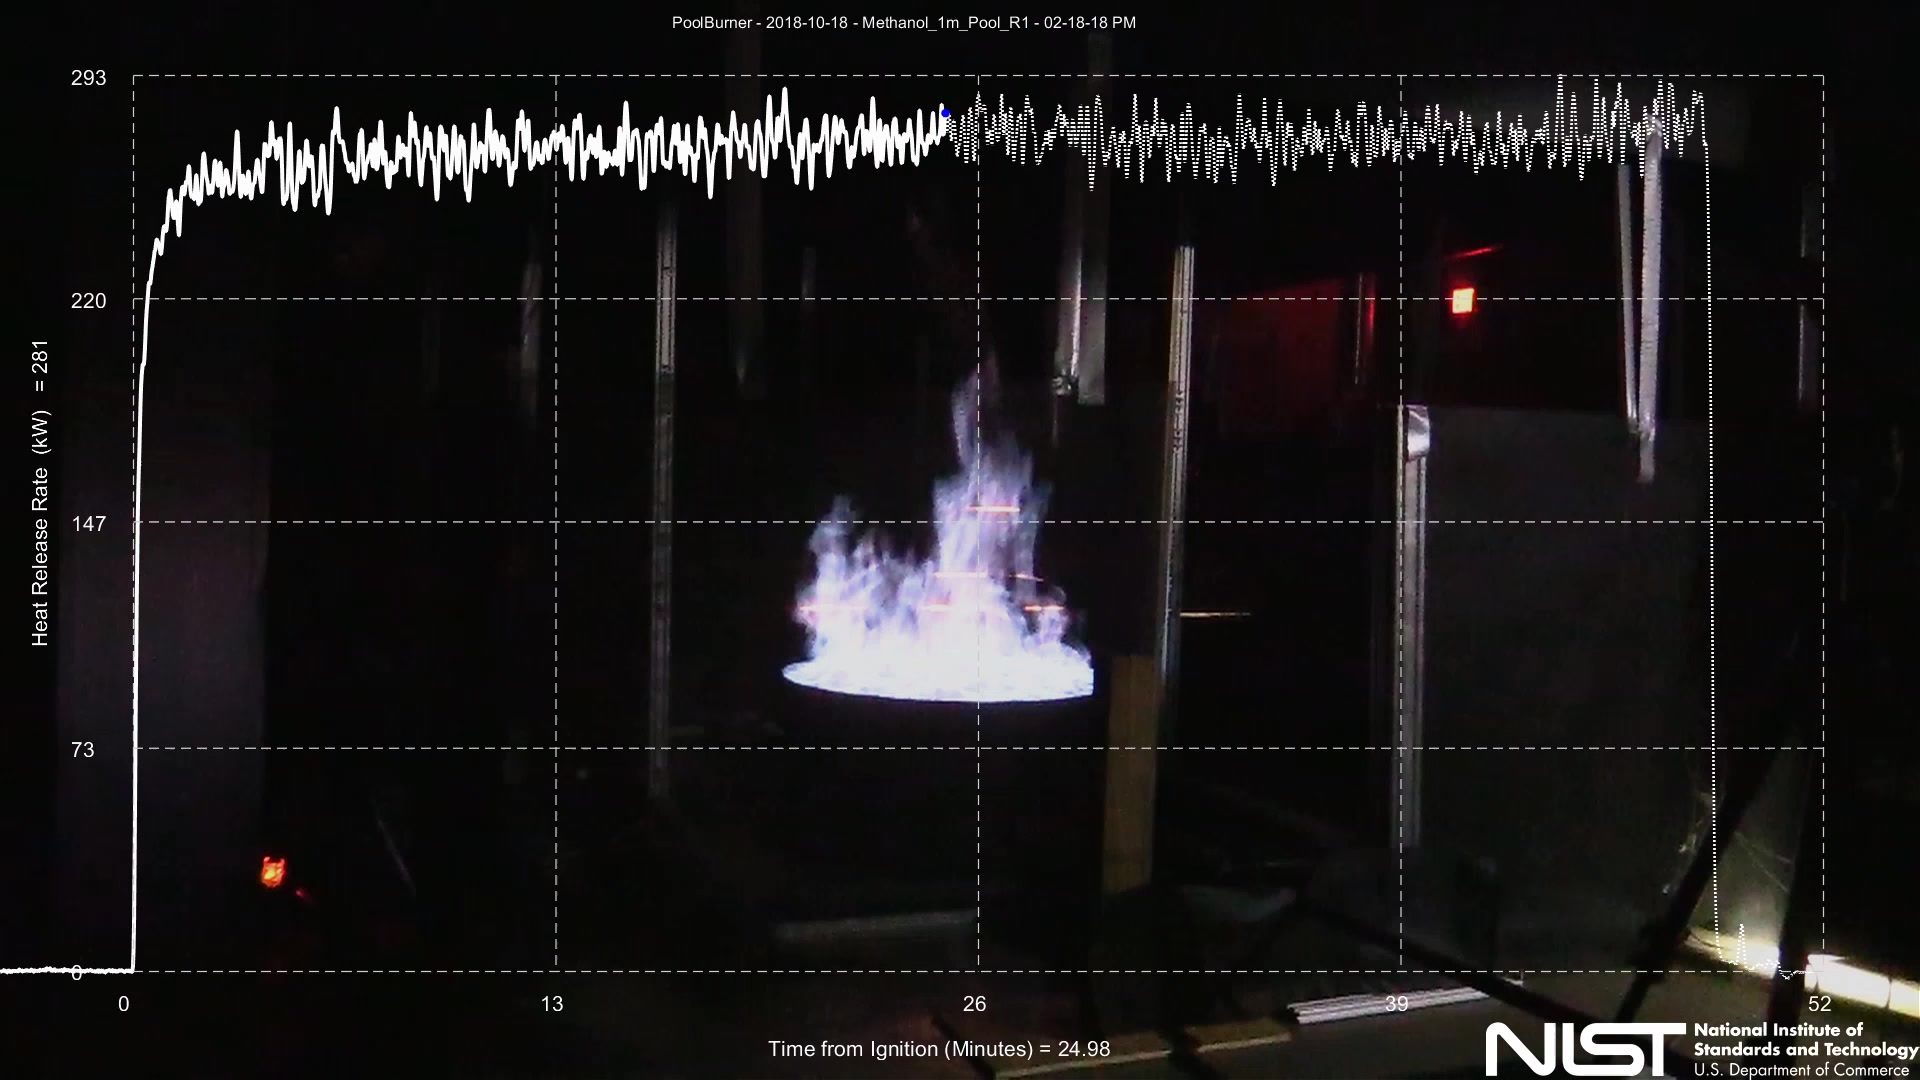 PoolBurner - 2018-10-18 - Methanol_1m_Pool_R1 - 02-18-18 PM
293
220
147
73
0
Heat Release Rate (kW) = 281
0
13
26
39
52
Time from Ignition (Minutes) = 24.98
NIST
National Institute of
Standards and Technology
U.S. Department of Commerce